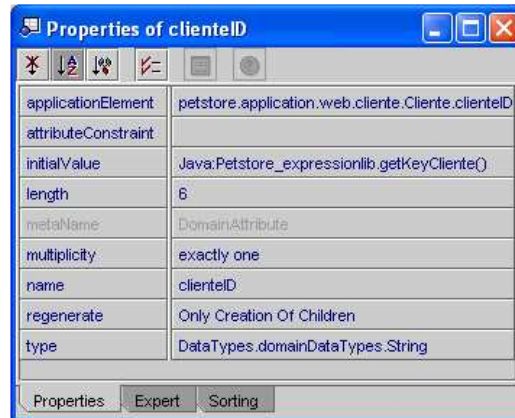 Properties of clienteID
applicationElement petstore.application.web.cliente.Cliente.clienteID
attributeConstraint
initialValue Java:Petstore_expressionlib.getKeyCliente()
length 6
metaName DomainAttribute
multiplicity exactly one
name clienteID
regenerate Only Creation Of Children
type DataTypes.domainDataTypes.String
Properties Expert Sorting